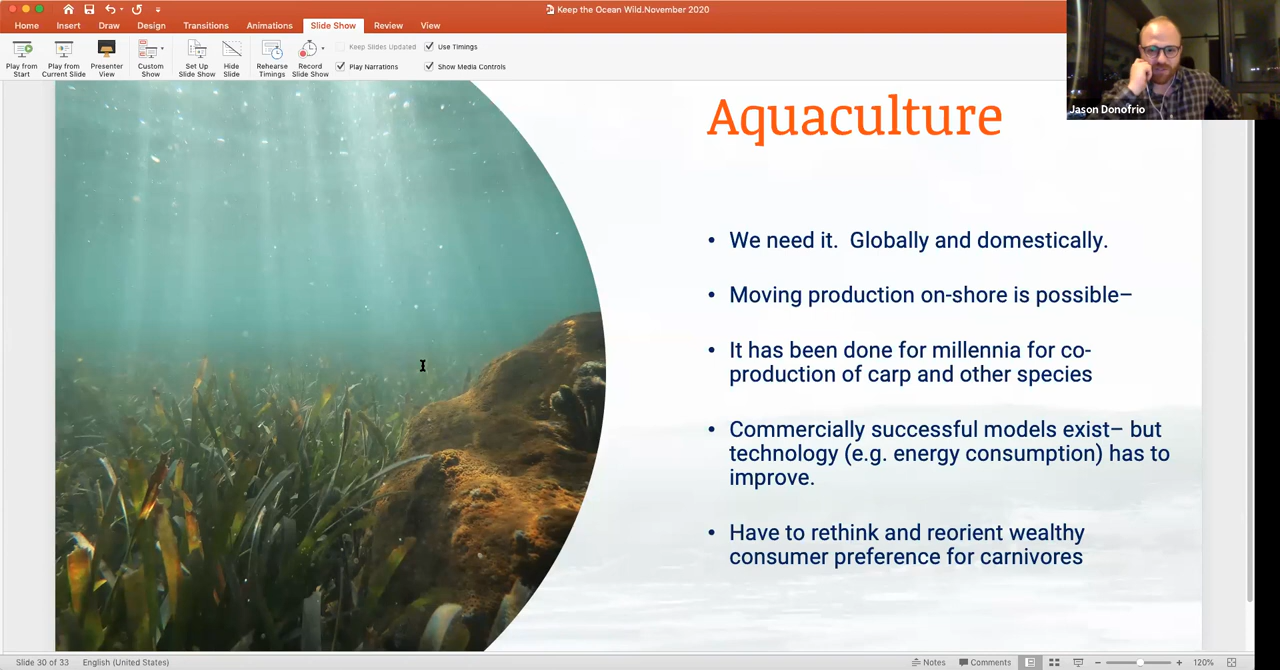 Keep the Ocean Wild.November 2020
Home Insert Draw Design Transitions Animations Slide Show Review View
Play from Start
Play from Current Slide
Presenter View
Custom Show
Set Up Slide Show
Hide Slide
Rehearse Timings
Record Slide Show
Keep Slides Updated
Use Timings
Play Narrations
Show Media Controls
Jason Donofrio
Aquaculture
• We need it.  Globally and domestically.
• Moving production on-shore is possible–
• It has been done for millennia for co-
production of carp and other species
• Commercially successful models exist– but
technology (e.g. energy consumption) has to
improve.
• Have to rethink and reorient wealthy
consumer preference for carnivores
Slide 30 of 33 English (United States) Notes Comments 120%